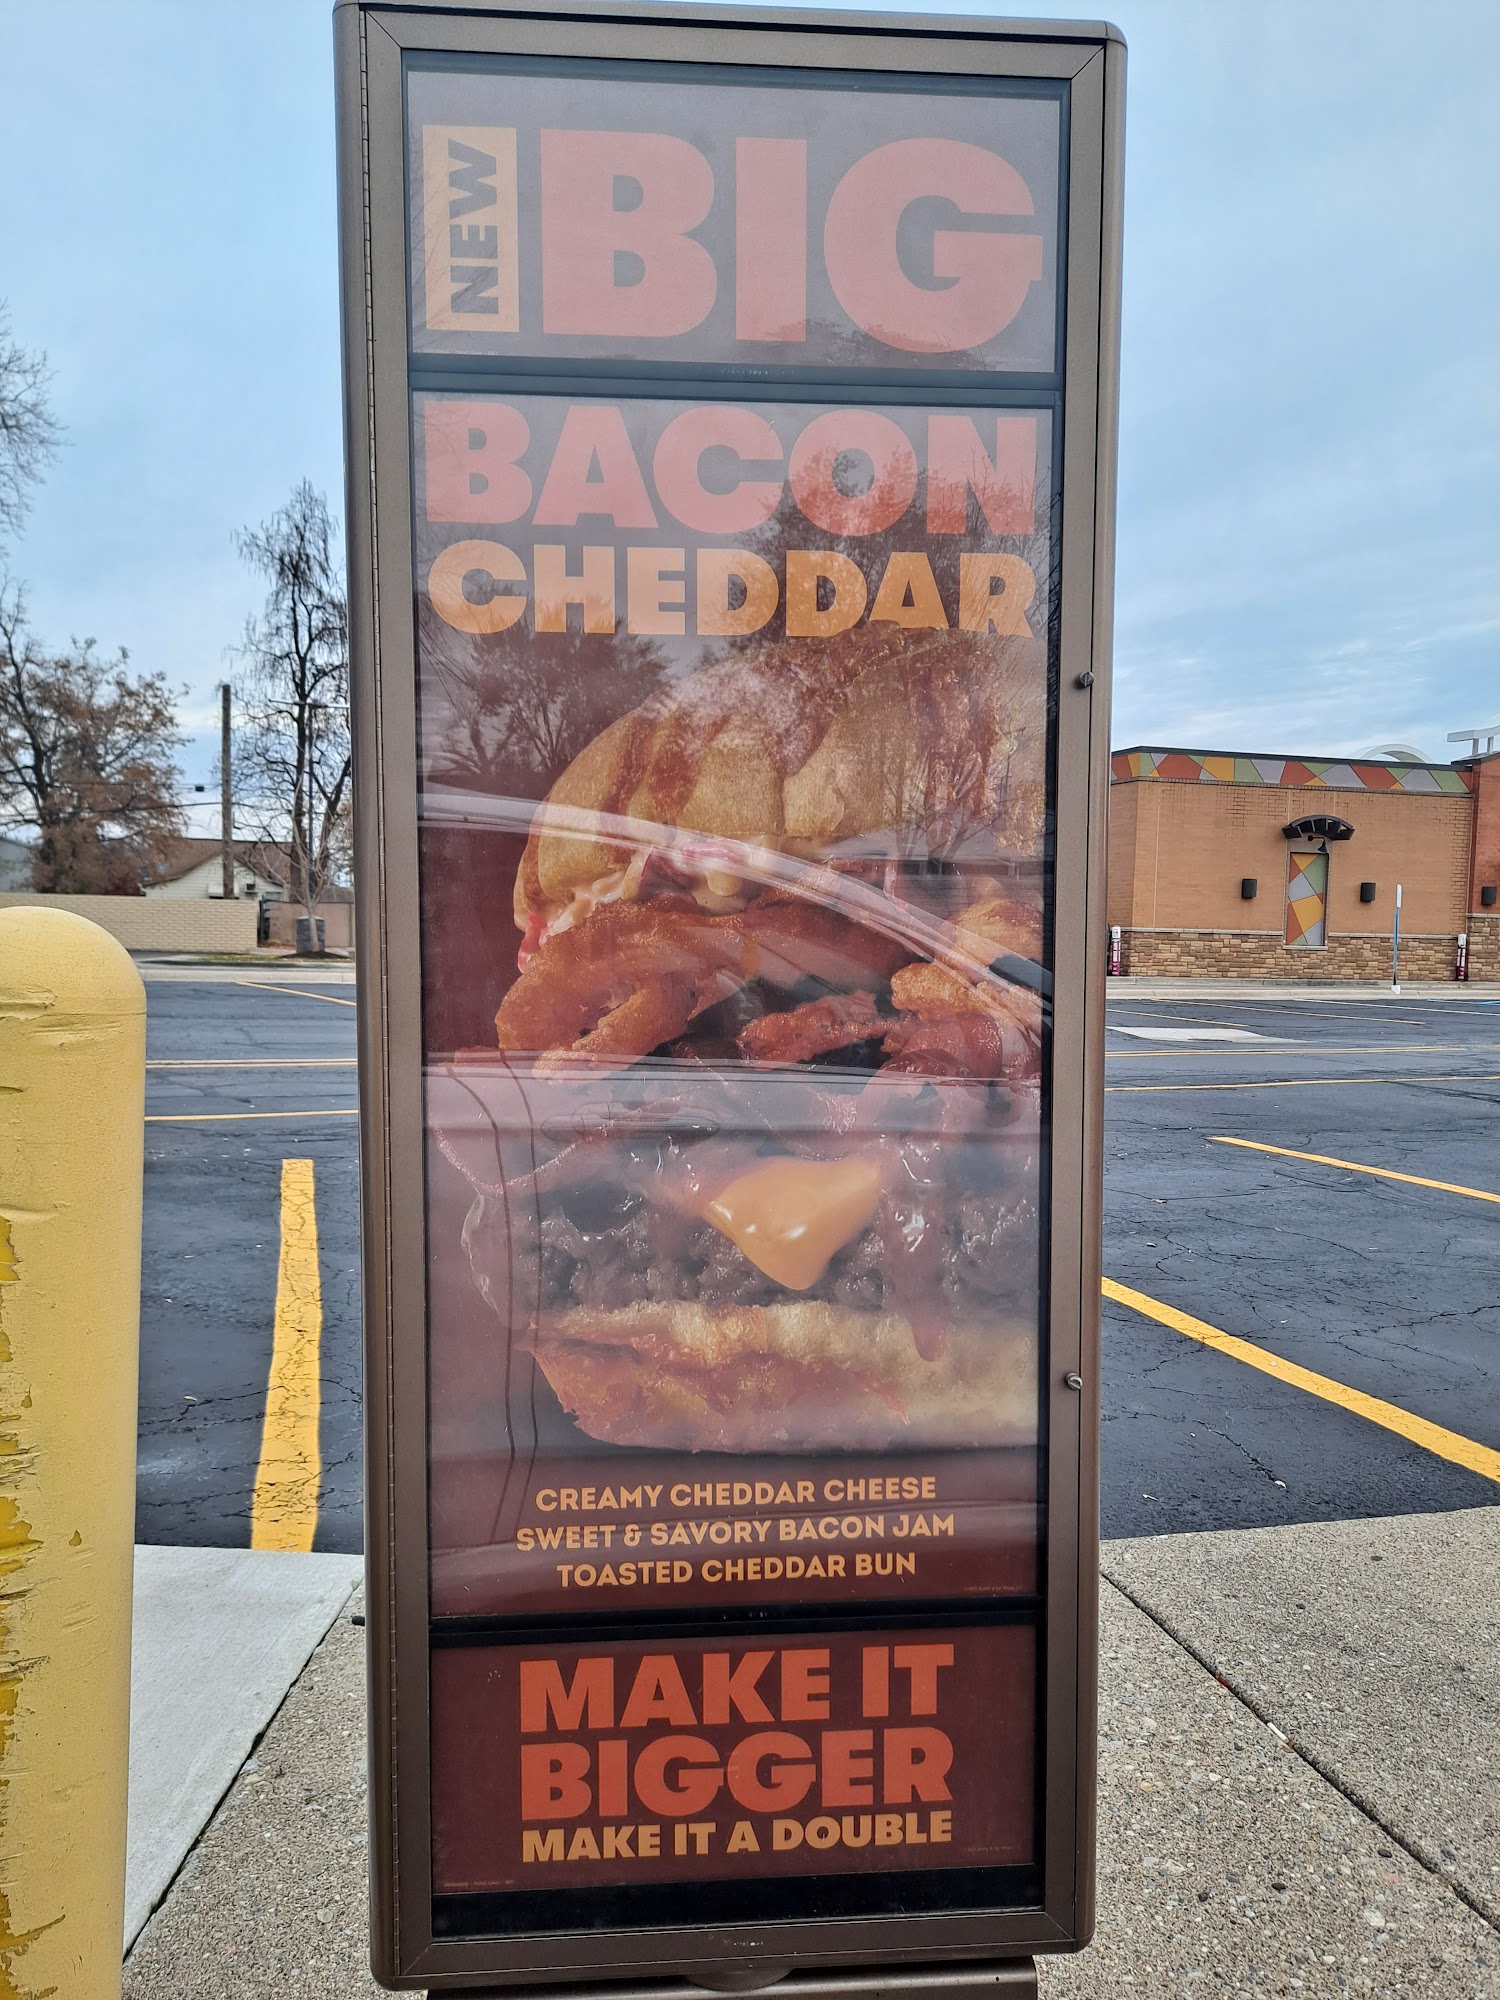 NEW
BIG
BACON
CHEDDAR
CREAMY CHEDDAR CHEESE
SWEET & SAVORY BACON JAM
TOASTED CHEDDAR BUN
MAKE IT
BIGGER
MAKE IT A DOUBLE